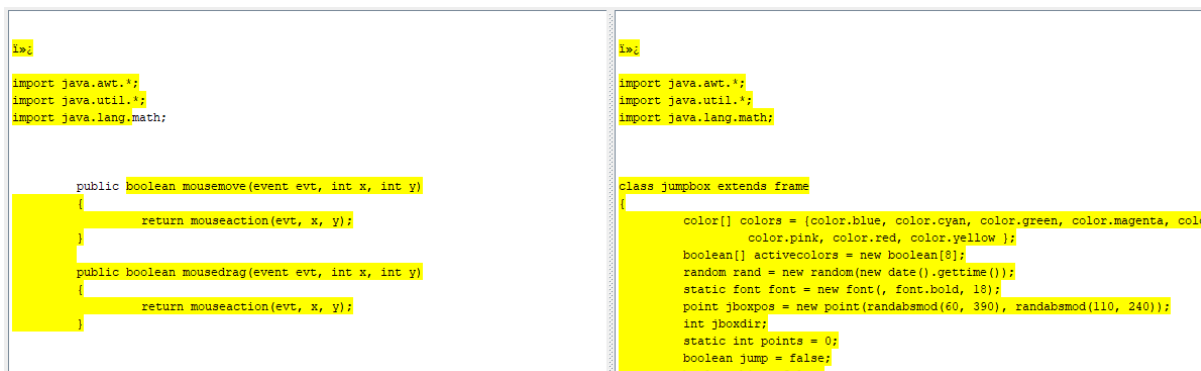 ï»¿
import java.awt.*;
import java.util.*;
import java.lang.math;
public boolean mousemove(event evt, int x, int y)
{
return mouseaction(evt, x, y);
}
public boolean mousedrag(event evt, int x, int y)
{
return mouseaction(evt, x, y);
}
ï»¿
import java.awt.*;
import java.util.*;
import java.lang.math;
class jumpbox extends frame
{
color[] colors = {color.blue, color.cyan, color.green, color.magenta,
color.pink, color.red, color.yellow };
boolean[] activecolors = new boolean[8];
random rand = new random(new date().gettime());
static font font = new font(, font.bold, 18);
point jboxpos = new point(randabsmod(60, 390), randabsmod(110, 240));
int jboxdir;
static int points = 0;
boolean jump = false;